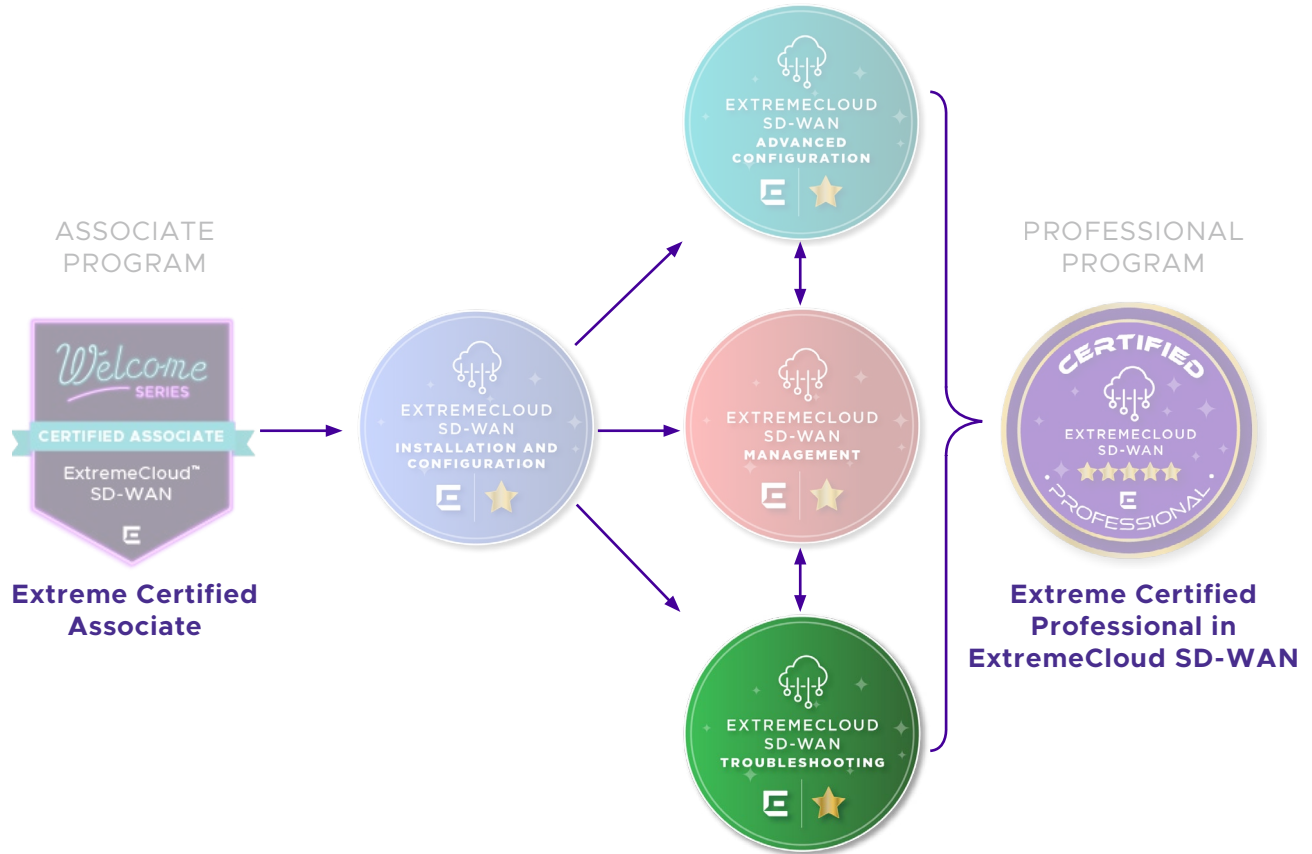 ASSOCIATE
PROGRAM
Welcome
SERIES
CERTIFIED ASSOCIATE
ExtremeCloud™
SD-WAN
E
Extreme Certified
Associate
EXTREMECLOUD
SD-WAN
INSTALLATION AND
CONFIGURATION
E
EXTREMECLOUD
SD-WAN
ADVANCED
CONFIGURATION
E
EXTREMECLOUD
SD-WAN
MANAGEMENT
E
EXTREMECLOUD
SD-WAN
TROUBLESHOOTING
E
PROFESSIONAL
PROGRAM
CERTIFIED
EXTREMECLOUD
SD-WAN
E
PROFESSIONAL
Extreme Certified
Professional in
ExtremeCloud SD-WAN